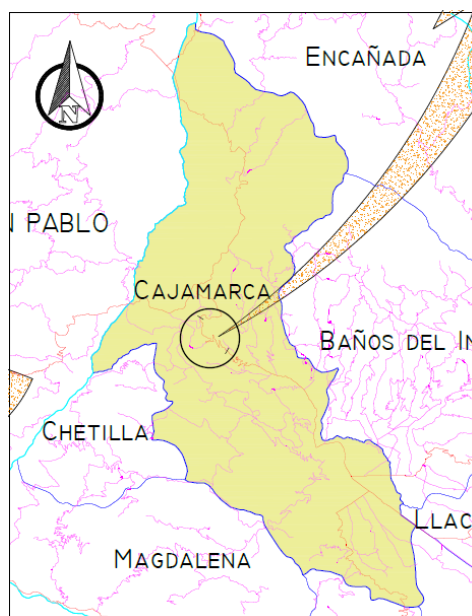 ENCAÑADA
N
N PABLO
CAJAMARCA
BAÑOS DEL IN
CHETILLA
LLAC
MAGDALENA